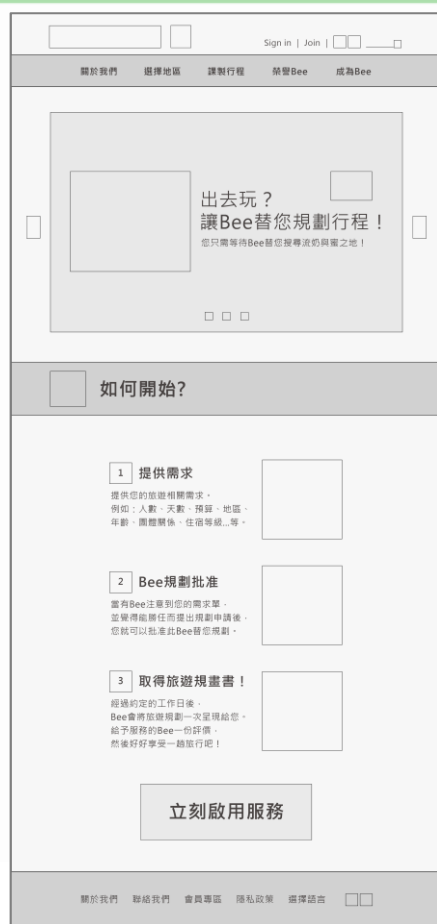 Sign in | Join |
關於我們 選擇地區 課製行程 榮譽Bee 成為Bee
出去玩？
讓Bee替您規劃行程！
您只需等待Bee替您搜尋流奶與蜜之地！
如何開始?
1 提供需求
提供您的旅遊相關需求。
例如：人數、天數、預算、地區、
年齡、團體關係、住宿等級...等。
2 Bee規劃批准
當有Bee注意到您的需求單，
並覺得能勝任而提出規劃申請後，
您就可以批准此Bee替您規劃。
3 取得旅遊規畫書！
經過約定的工作日後，
Bee會將旅遊規劃一次呈現給您。
給予服務的Bee一份評價，
然後好好享受一趟旅行吧！
立刻啟用服務
關於我們 聯絡我們 會員專區 隱私政策 選擇語言